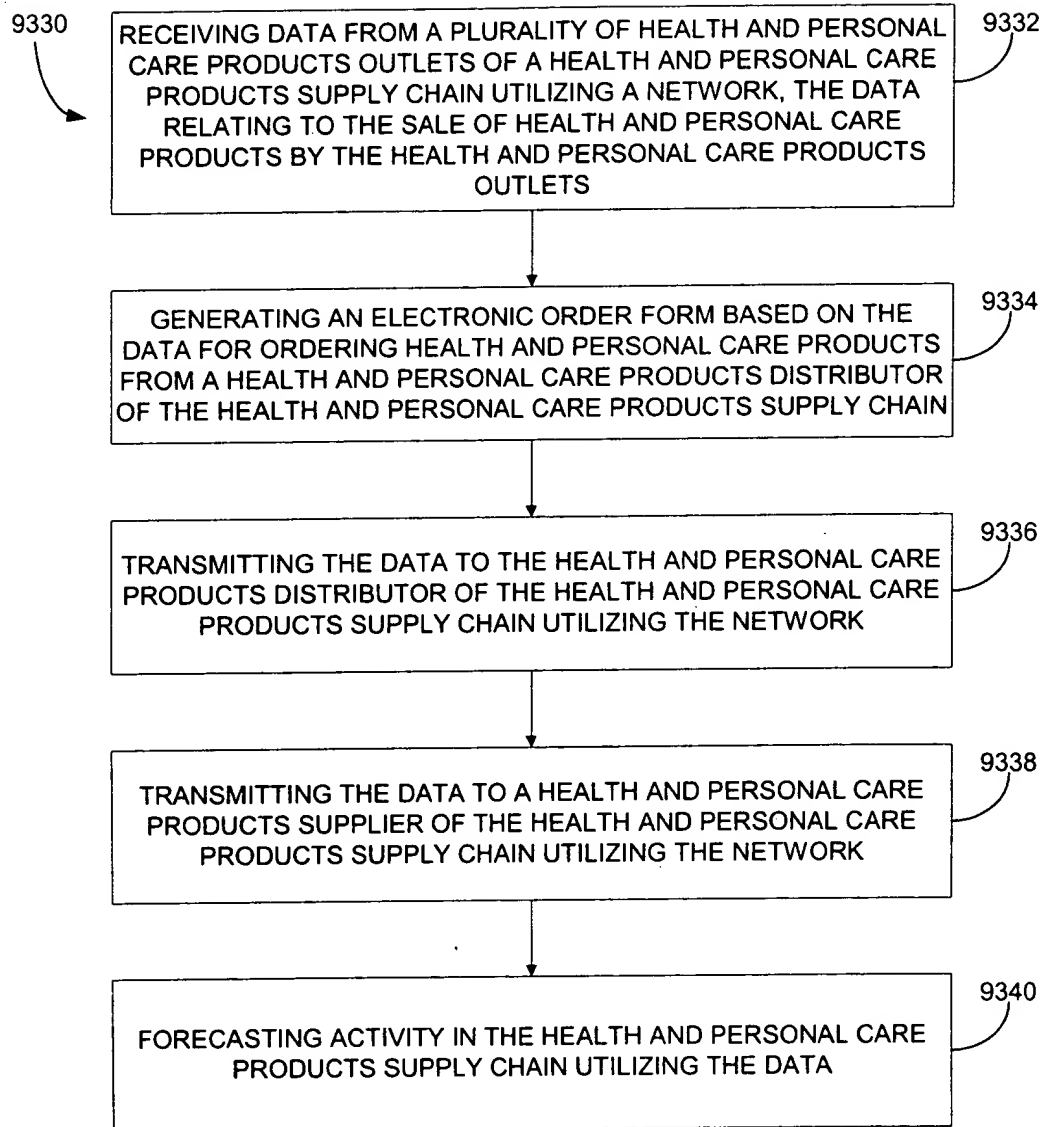 9330
9332
RECEIVING DATA FROM A PLURALITY OF HEALTH AND PERSONAL
CARE PRODUCTS OUTLETS OF A HEALTH AND PERSONAL CARE
PRODUCTS SUPPLY CHAIN UTILIZING A NETWORK, THE DATA
RELATING TO THE SALE OF HEALTH AND PERSONAL CARE
PRODUCTS BY THE HEALTH AND PERSONAL CARE PRODUCTS
OUTLETS
9334
GENERATING AN ELECTRONIC ORDER FORM BASED ON THE
DATA FOR ORDERING HEALTH AND PERSONAL CARE PRODUCTS
FROM A HEALTH AND PERSONAL CARE PRODUCTS DISTRIBUTOR
OF THE HEALTH AND PERSONAL CARE PRODUCTS SUPPLY CHAIN
9336
TRANSMITTING THE DATA TO THE HEALTH AND PERSONAL CARE
PRODUCTS DISTRIBUTOR OF THE HEALTH AND PERSONAL CARE
PRODUCTS SUPPLY CHAIN UTILIZING THE NETWORK
9338
TRANSMITTING THE DATA TO A HEALTH AND PERSONAL CARE
PRODUCTS SUPPLIER OF THE HEALTH AND PERSONAL CARE
PRODUCTS SUPPLY CHAIN UTILIZING THE NETWORK
9340
FORECASTING ACTIVITY IN THE HEALTH AND PERSONAL CARE
PRODUCTS SUPPLY CHAIN UTILIZING THE DATA